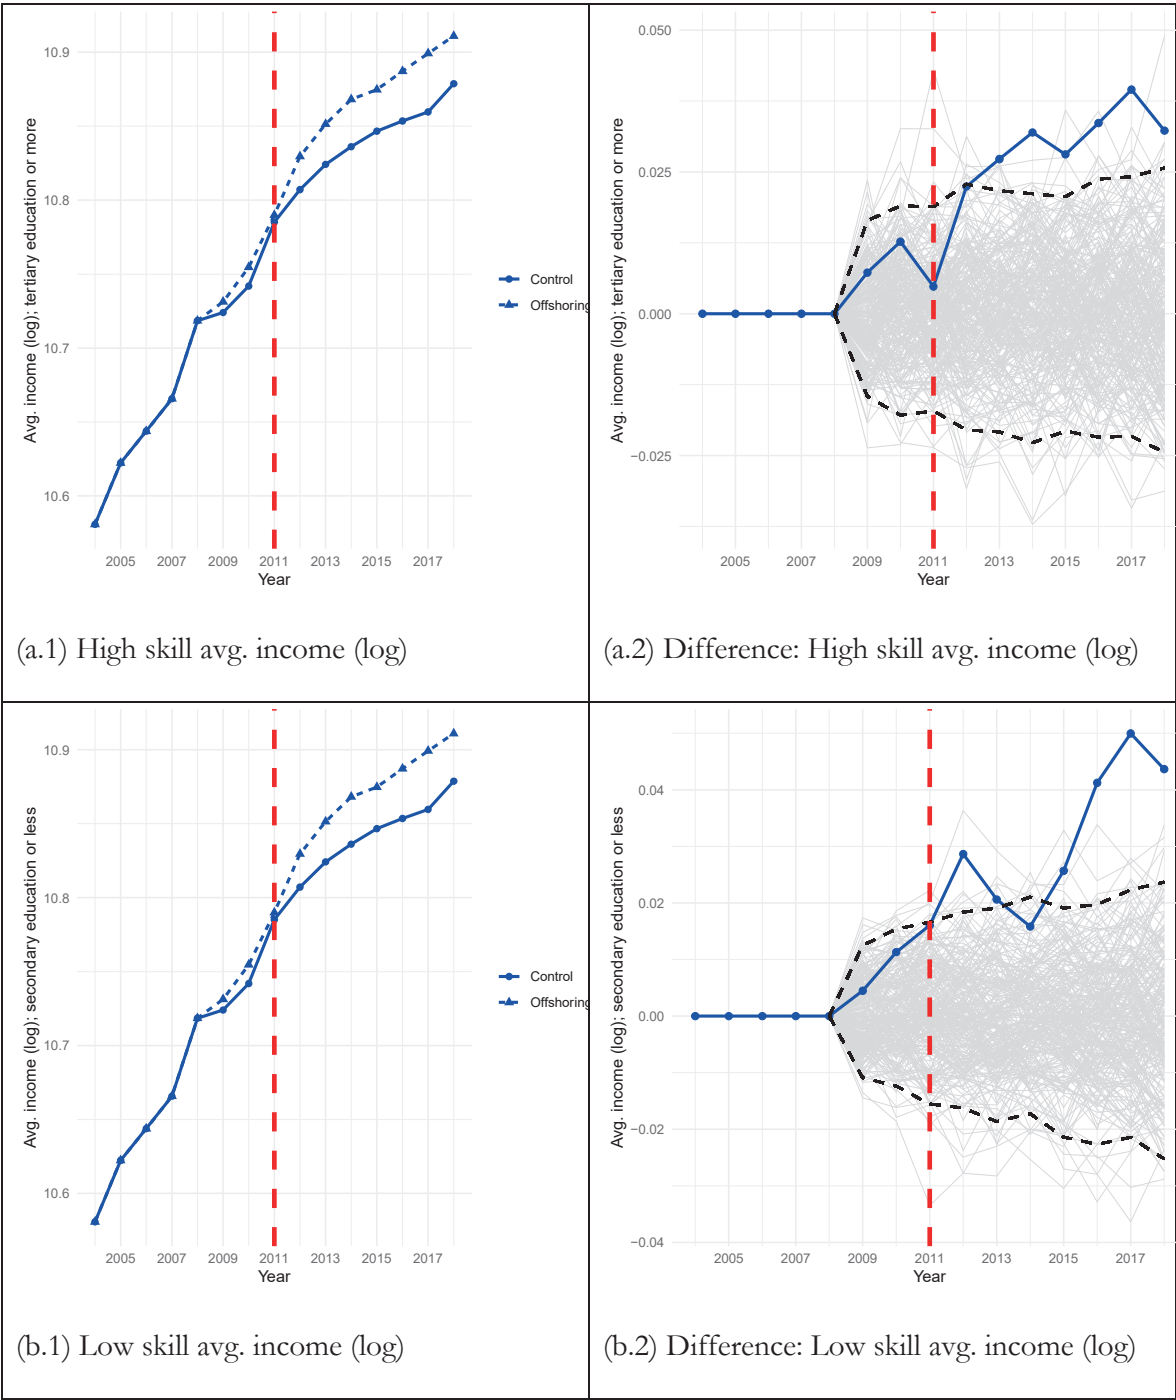 Avg. income (log); tertiary education or more
10.9
10.8
10.7
10.6
2005 2007 2009 2011 2013 2015 2017
Year
Control
Offshoring
(a.1) High skill avg. income (log)
Avg. income (log); tertiary education or more
0.050
0.025
0.000
−0.025
2005 2007 2009 2011 2013 2015 2017
Year
(a.2) Difference: High skill avg. income (log)
Avg. income (log); secondary education or less
10.9
10.8
10.7
10.6
2005 2007 2009 2011 2013 2015 2017
Year
Control
Offshoring
(b.1) Low skill avg. income (log)
Avg. income (log); secondary education or less
0.04
0.02
0.00
−0.02
−0.04
2005 2007 2009 2011 2013 2015 2017
Year
(b.2) Difference: Low skill avg. income (log)